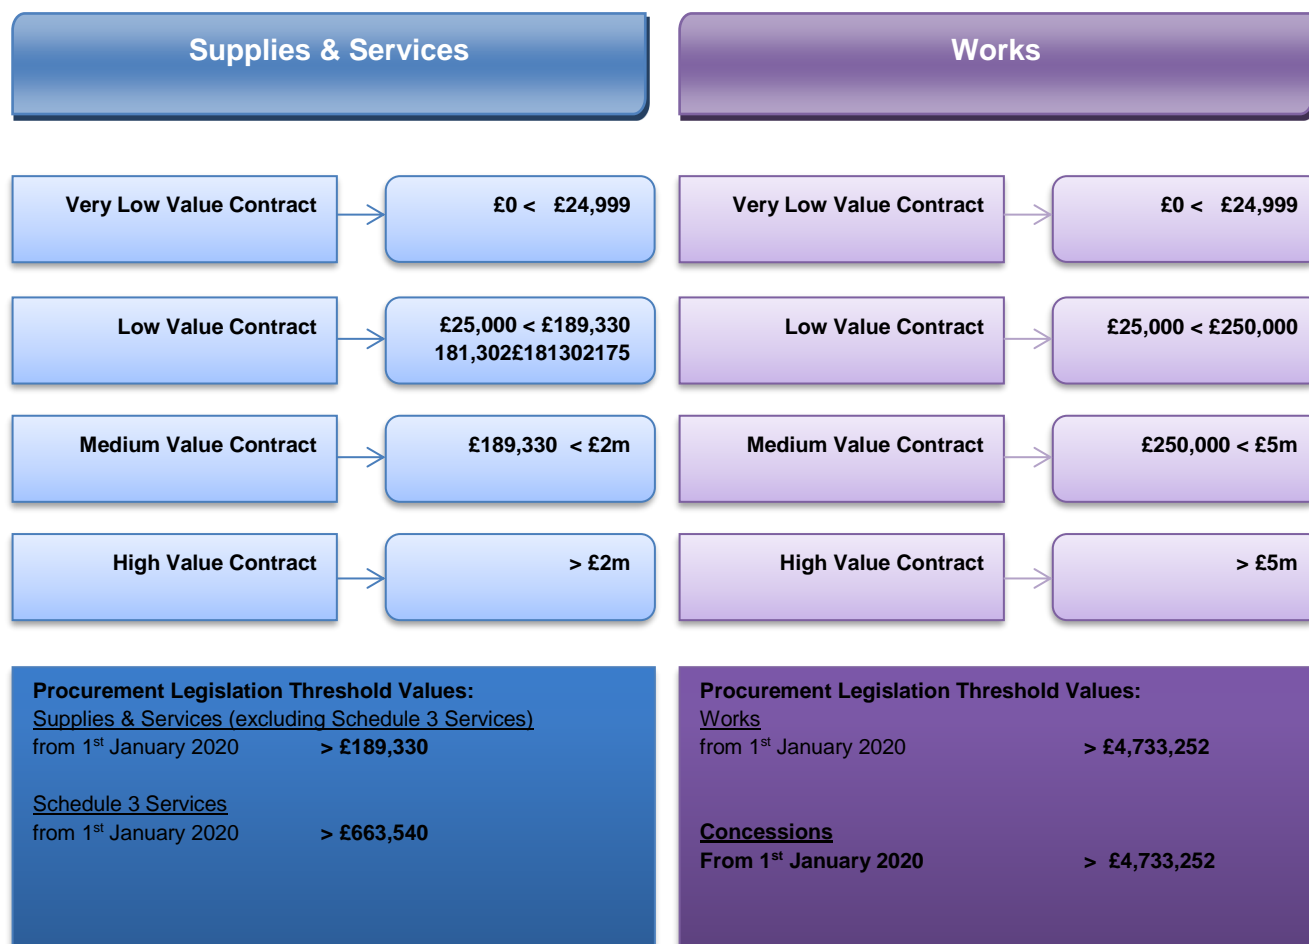 Supplies & Services
Works
Very Low Value Contract
£0 < £24,999
Very Low Value Contract
£0 < £24,999
Low Value Contract
£25,000 < £189,330
181,302£181302175
Low Value Contract
£25,000 < £250,000
Medium Value Contract
£189,330 < £2m
Medium Value Contract
£250,000 < £5m
High Value Contract
> £2m
High Value Contract
> £5m
Procurement Legislation Threshold Values:
Supplies & Services (excluding Schedule 3 Services)
from 1st January 2020 > £189,330
Schedule 3 Services
from 1st January 2020 > £663,540
Procurement Legislation Threshold Values:
Works
from 1st January 2020 > £4,733,252
Concessions
From 1st January 2020 > £4,733,252